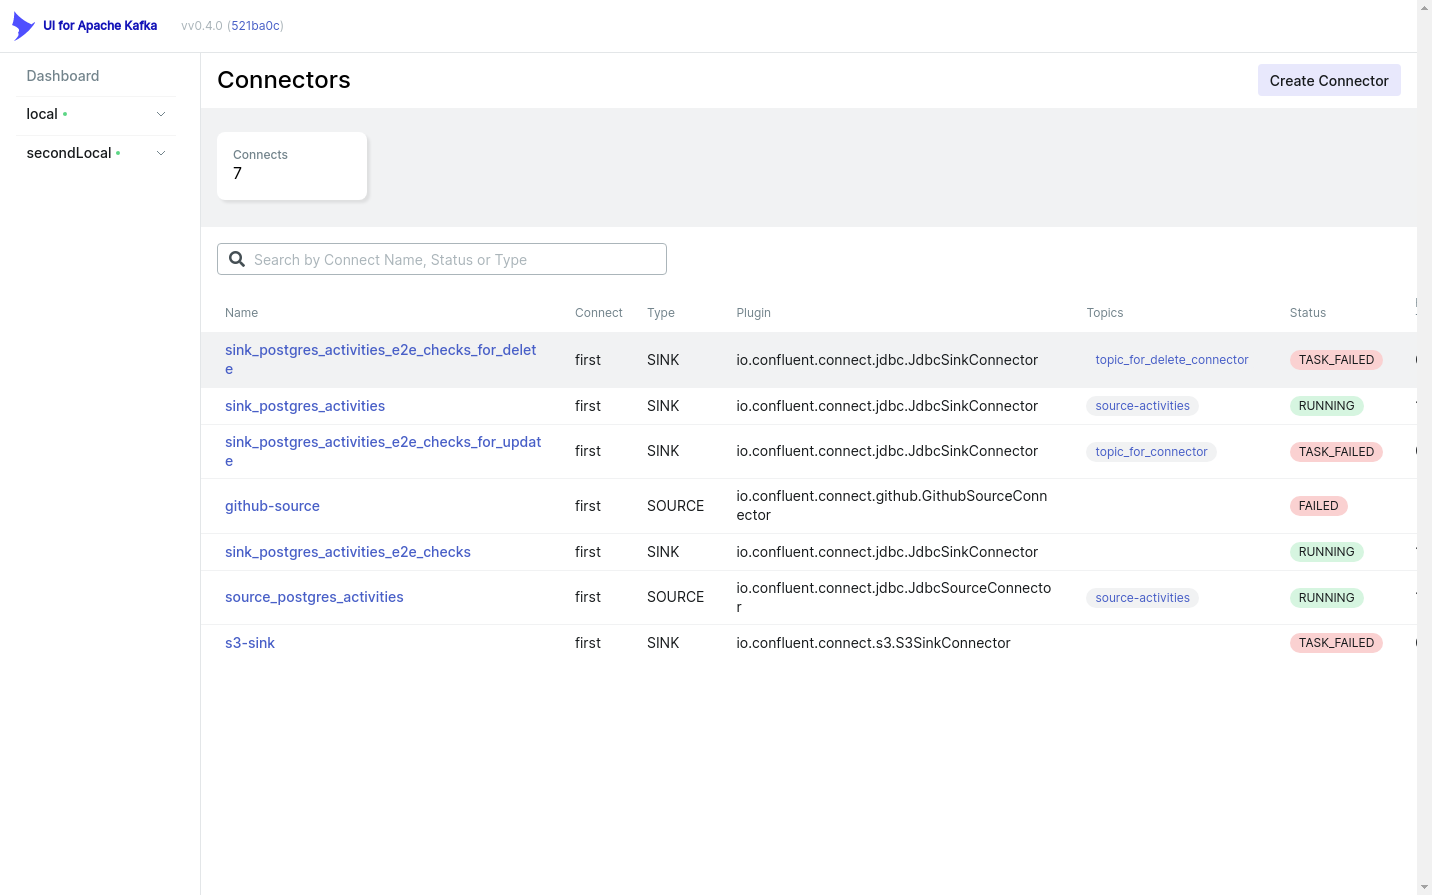 UI for Apache Kafka vv0.4.0 (521ba0c)
Dashboard
local
secondLocal
Connectors
Create Connector
Connects
7
Search by Connect Name, Status or Type
Name Connect Type Plugin Topics Status
sink_postgres_activities_e2e_checks_for_delet
e
first SINK io.confluent.connect.jdbc.JdbcSinkConnector topic_for_delete_connector TASK_FAILED
sink_postgres_activities first SINK io.confluent.connect.jdbc.JdbcSinkConnector source-activities RUNNING
sink_postgres_activities_e2e_checks_for_updat
e
first SINK io.confluent.connect.jdbc.JdbcSinkConnector topic_for_connector TASK_FAILED
github-source first SOURCE io.confluent.connect.github.GithubSourceConn
ector
FAILED
sink_postgres_activities_e2e_checks first SINK io.confluent.connect.jdbc.JdbcSinkConnector RUNNING
source_postgres_activities first SOURCE io.confluent.connect.jdbc.JdbcSourceConnecto
r
source-activities RUNNING
s3-sink first SINK io.confluent.connect.s3.S3SinkConnector TASK_FAILED